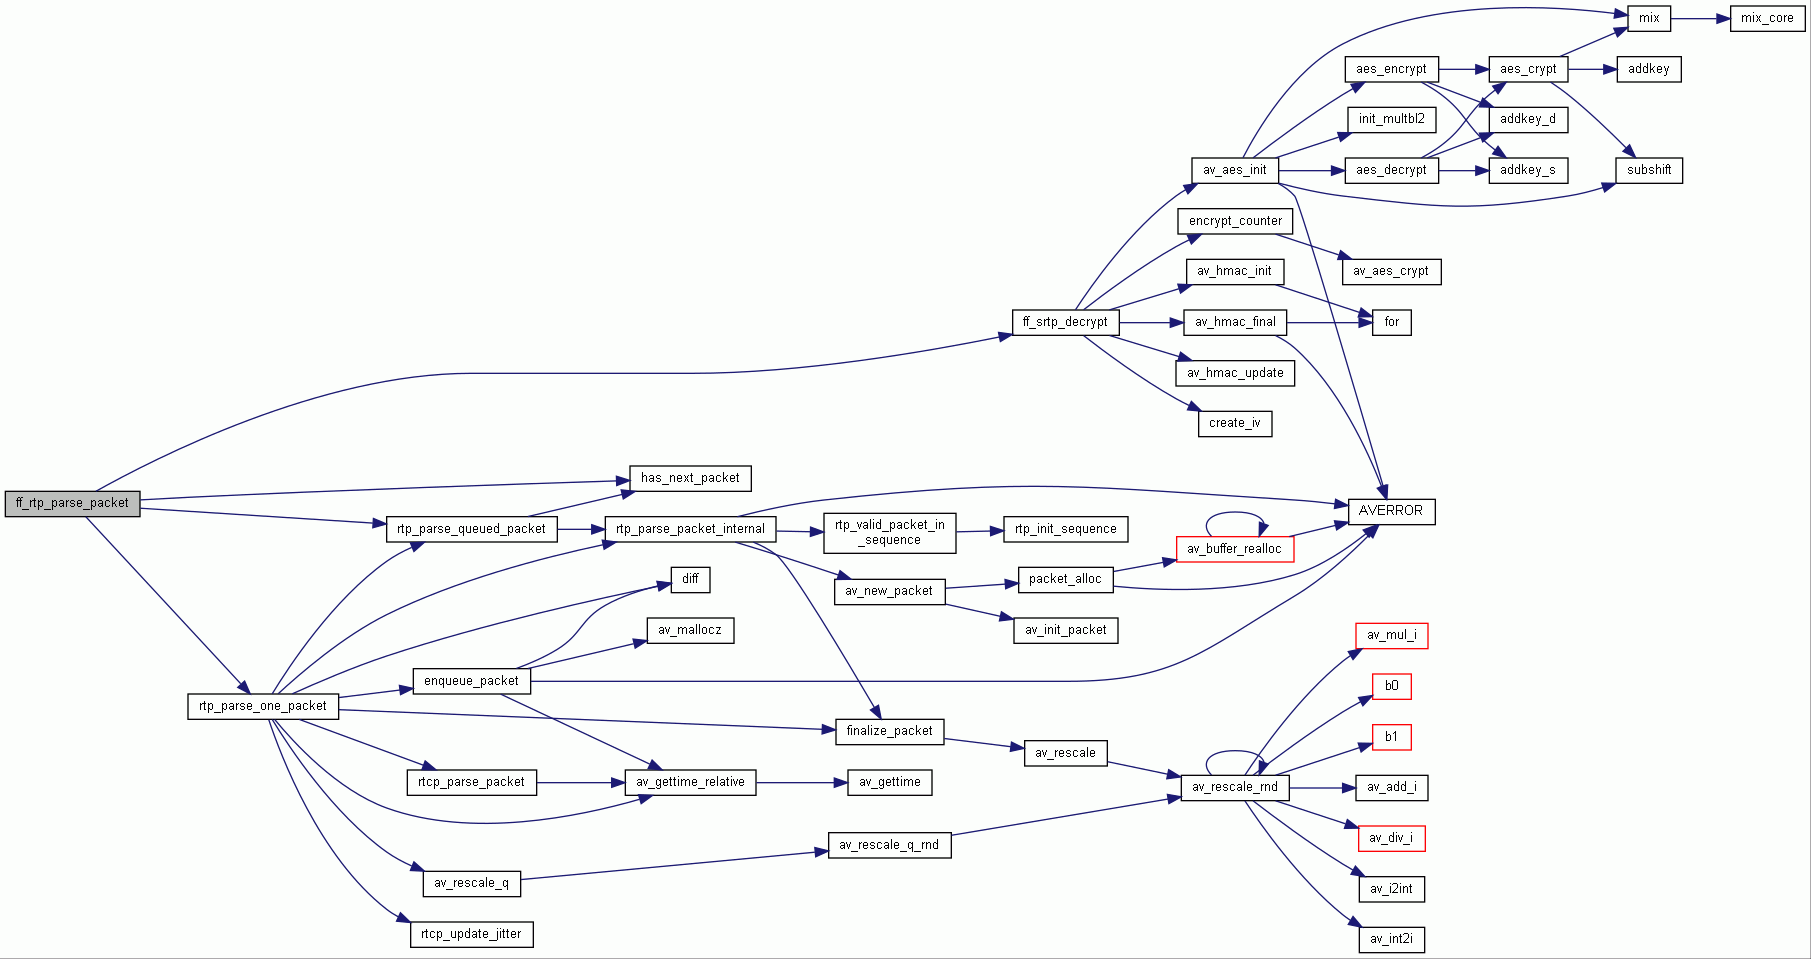 mix
mix_core
aes_encrypt
aes_crypt
addkey
init_multbl2
addkey_d
av_aes_init
aes_decrypt
addkey_s
subshift
encrypt_counter
av_hmac_init
av_aes_crypt
ff_srtp_decrypt
av_hmac_final
for
av_hmac_update
create_iv
has_next_packet
ff_rtp_parse_packet
rtp_parse_queued_packet
rtp_parse_packet_internal
rtp_valid_packet_in
_sequence
rtp_init_sequence
AVERROR
av_buffer_realloc
diff
av_new_packet
packet_alloc
av_mallocz
av_init_packet
av_mul_i
enqueue_packet
b0
rtp_parse_one_packet
finalize_packet
av_rescale
b1
rtcp_parse_packet
av_gettime_relative
av_gettime
av_rescale_rnd
av_add_i
av_rescale_q_rnd
av_div_i
av_rescale_q
av_i2int
rtcp_update_jitter
av_int2i